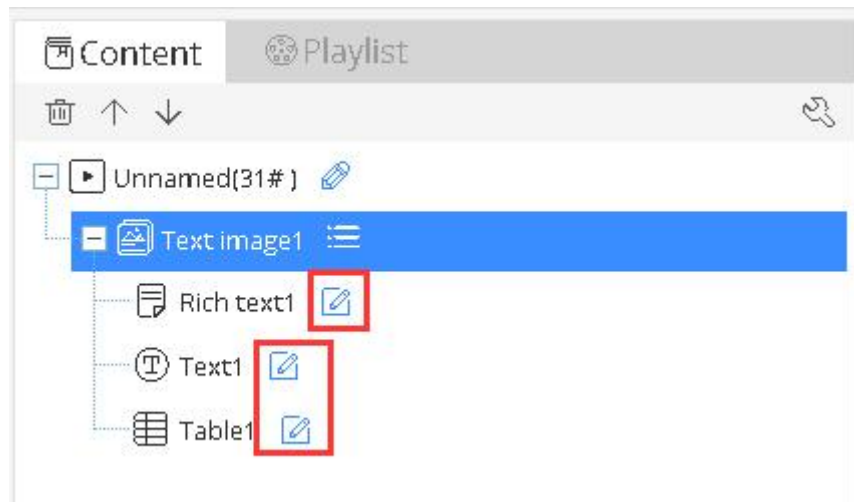 Content Playlist
Unnamed(31#)
Text image1
Rich text1
Text1
Table1